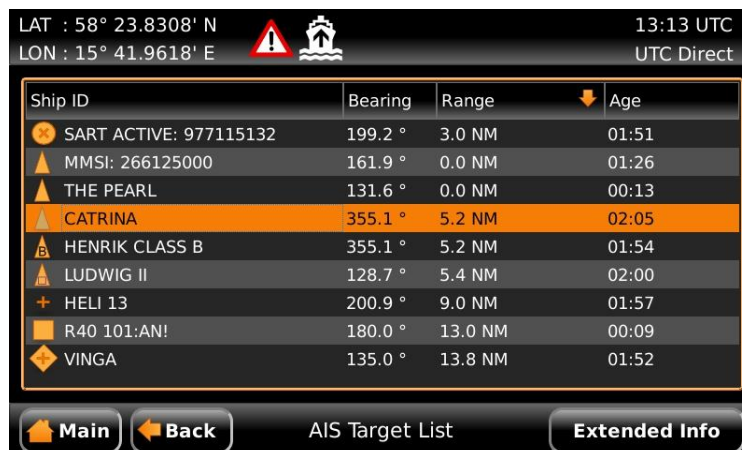 LAT : 58° 23.8308' N
LON : 15° 41.9618' E
13:13 UTC
UTC Direct
Ship ID Bearing Range Age
SART ACTIVE: 977115132 199.2 ° 3.0 NM 01:51
MMSI: 266125000 161.9 ° 0.0 NM 01:26
THE PEARL 131.6 ° 0.0 NM 00:13
CATRINA 355.1 ° 5.2 NM 02:05
B HENRIK CLASS B 355.1 ° 5.2 NM 01:54
LUDWIG II 128.7 ° 5.4 NM 02:00
HELI 13 200.9 ° 9.0 NM 01:57
R40 101:AN! 180.0 ° 13.0 NM 00:09
VINGA 135.0 ° 13.8 NM 01:52
Main Back AIS Target List Extended Info